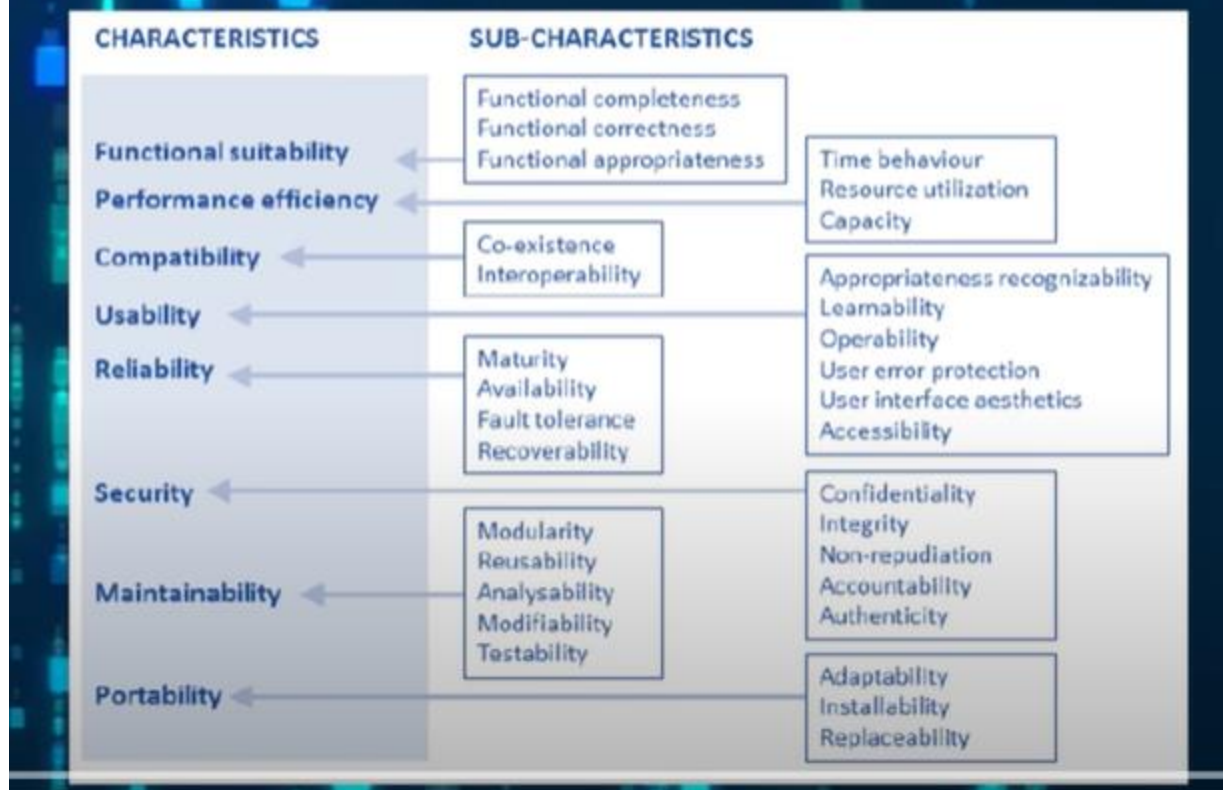 CHARACTERISTICS
SUB-CHARACTERISTICS
Functional suitability
Functional completeness
Functional correctness
Functional appropriateness
Performance efficiency
Time behaviour
Resource utilization
Capacity
Compatibility
Co-existence
Interoperability
Usability
Appropriateness recognizability
Learnability
Operability
User error protection
User interface aesthetics
Accessibility
Reliability
Maturity
Availability
Fault tolerance
Recoverability
Security
Confidentiality
Integrity
Non-repudiation
Accountability
Authenticity
Maintainability
Modularity
Reusability
Analysability
Modifiability
Testability
Portability
Adaptability
Installability
Replaceability